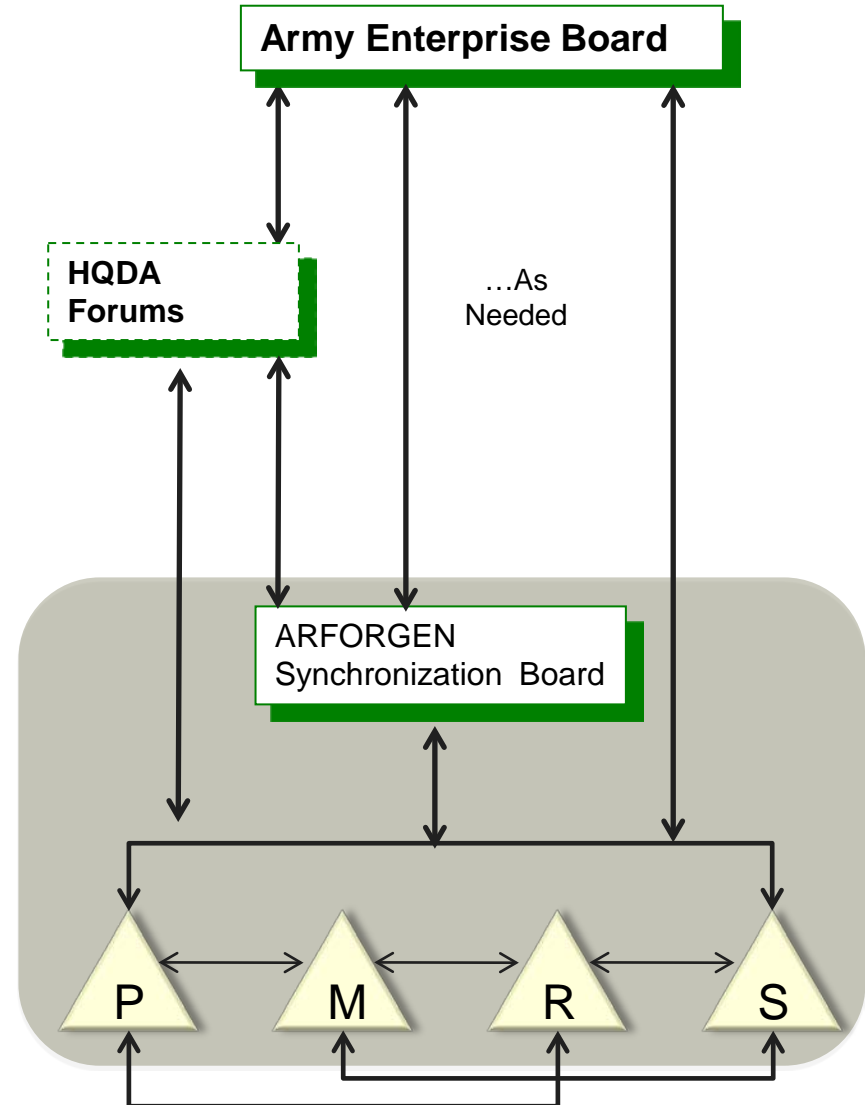 Army Enterprise Board
HQDA
Forums
…As
Needed
ARFORGEN
Synchronization Board
P
M
R
S